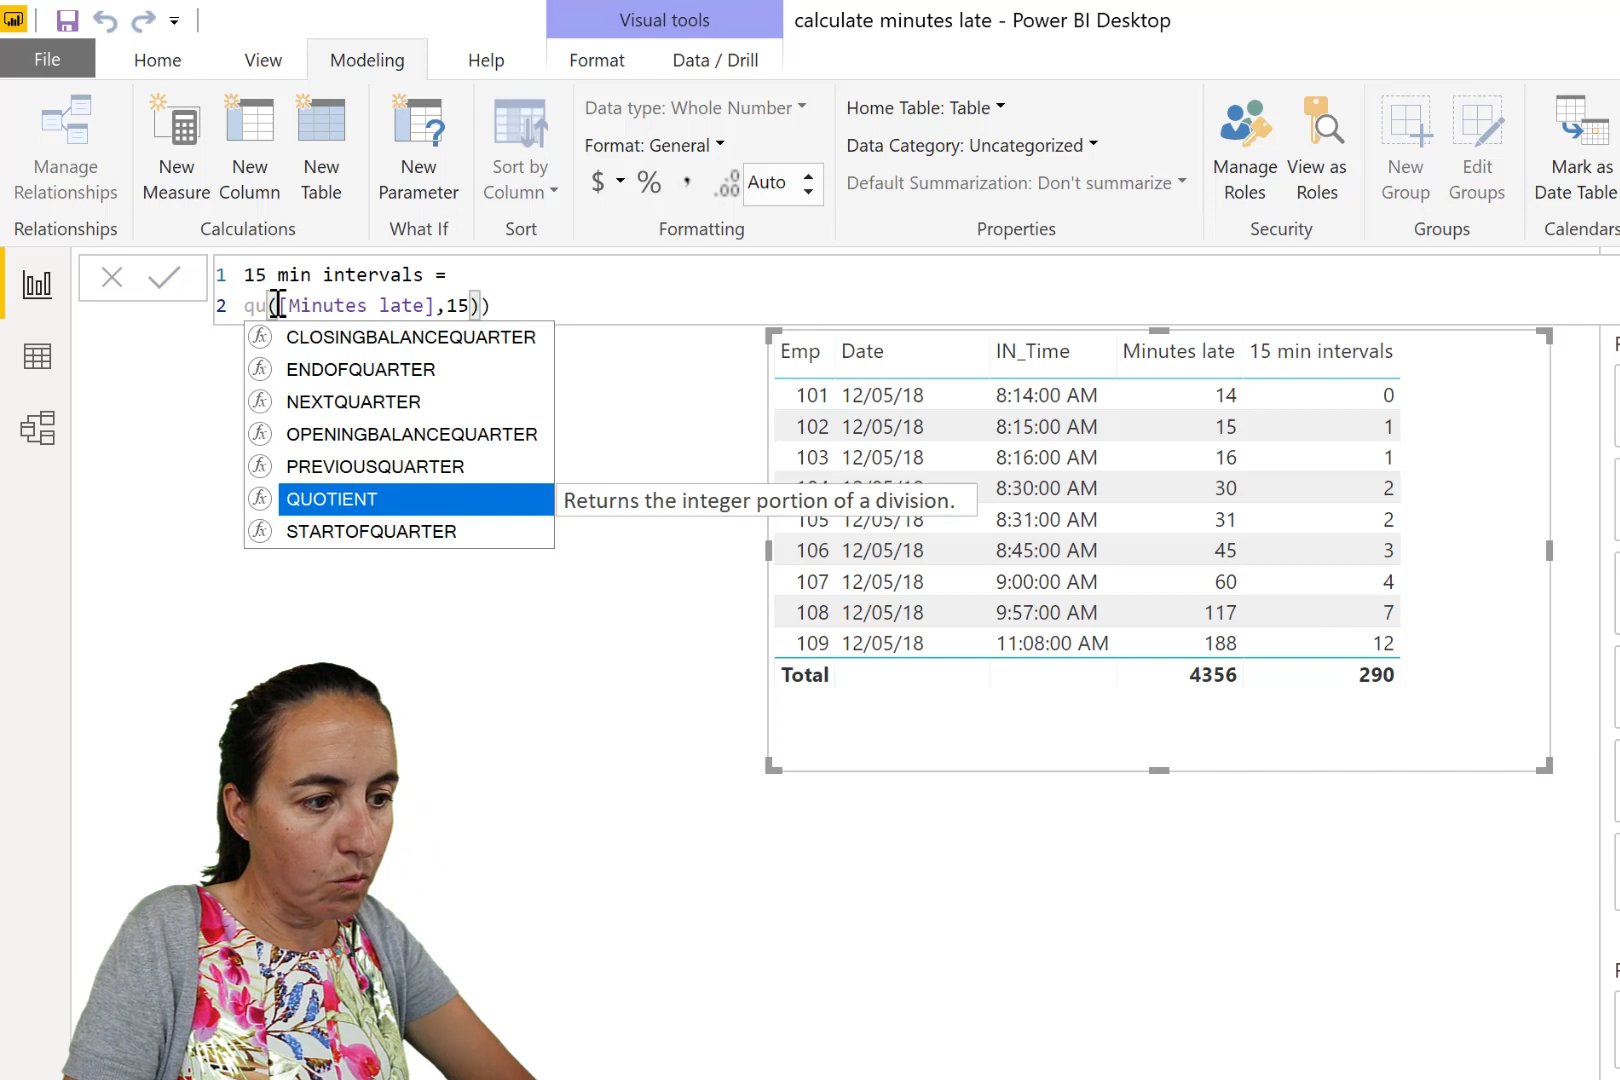 Visual tools
calculate minutes late - Power BI Desktop
File
Home
View
Modeling
Help
Format
Data / Drill
Manage Relationships
New Measure
New Column
New Table
New Parameter
Sort by Column
Data type: Whole Number
Format: General
$ % , .00 Auto
Home Table: Table
Data Category: Uncategorized
Default Summarization: Don't summarize
Manage Roles
View as Roles
New Group
Edit Groups
Mark as Date Table
Relationships
Calculations
What If
Sort
Formatting
Properties
Security
Groups
Calendars
1 15 min intervals =
2 qu([Minutes late],15))
CLOSINGBALANCEQUARTER
ENDOFQUARTER
NEXTQUARTER
OPENINGBALANCEQUARTER
PREVIOUSQUARTER
QUOTIENT
STARTOFQUARTER
Returns the integer portion of a division.
Emp Date IN_Time Minutes late 15 min intervals
101 12/05/18 8:14:00 AM 14 0
102 12/05/18 8:15:00 AM 15 1
103 12/05/18 8:16:00 AM 16 1
8:30:00 AM 30 2
105 12/05/18 8:31:00 AM 31 2
106 12/05/18 8:45:00 AM 45 3
107 12/05/18 9:00:00 AM 60 4
108 12/05/18 9:57:00 AM 117 7
109 12/05/18 11:08:00 AM 188 12
Total 4356 290